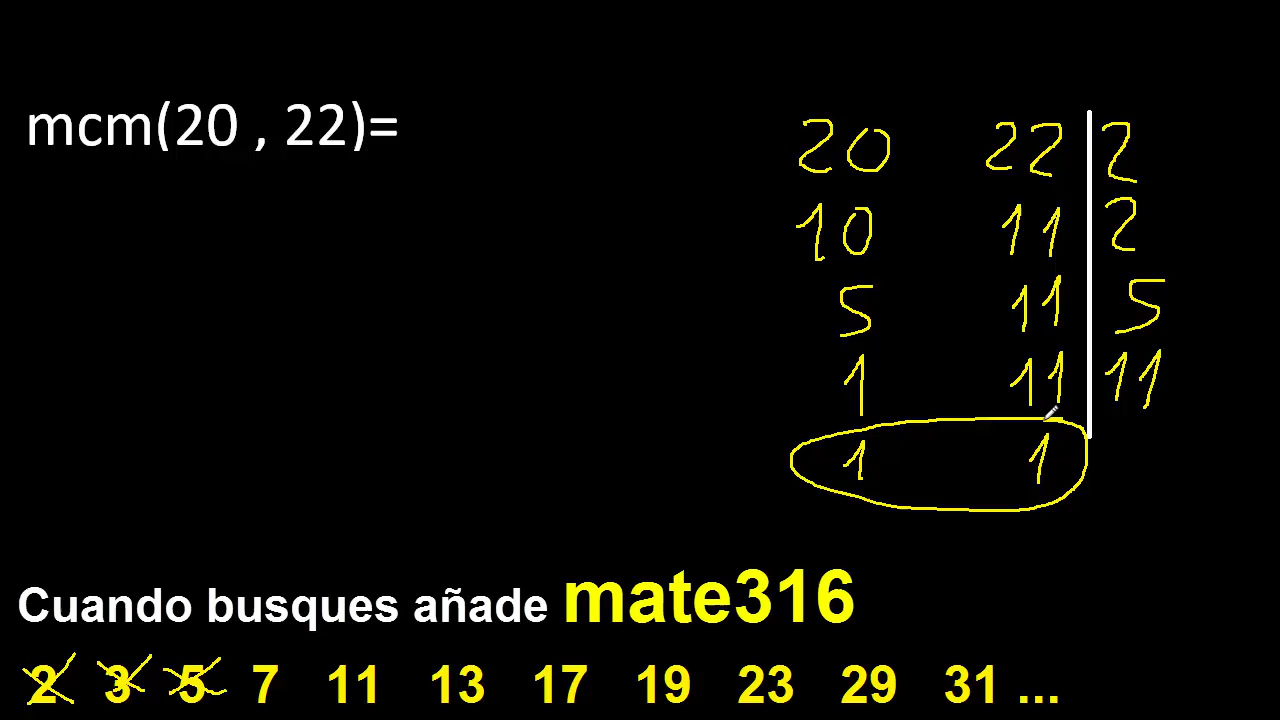 mcm(20 , 22)=
20 22 2
10 11 2
5 11 5
1 11 11
1 1
Cuando busques añade mate316
2 3 5 7 11 13 17 19 23 29 31 ...